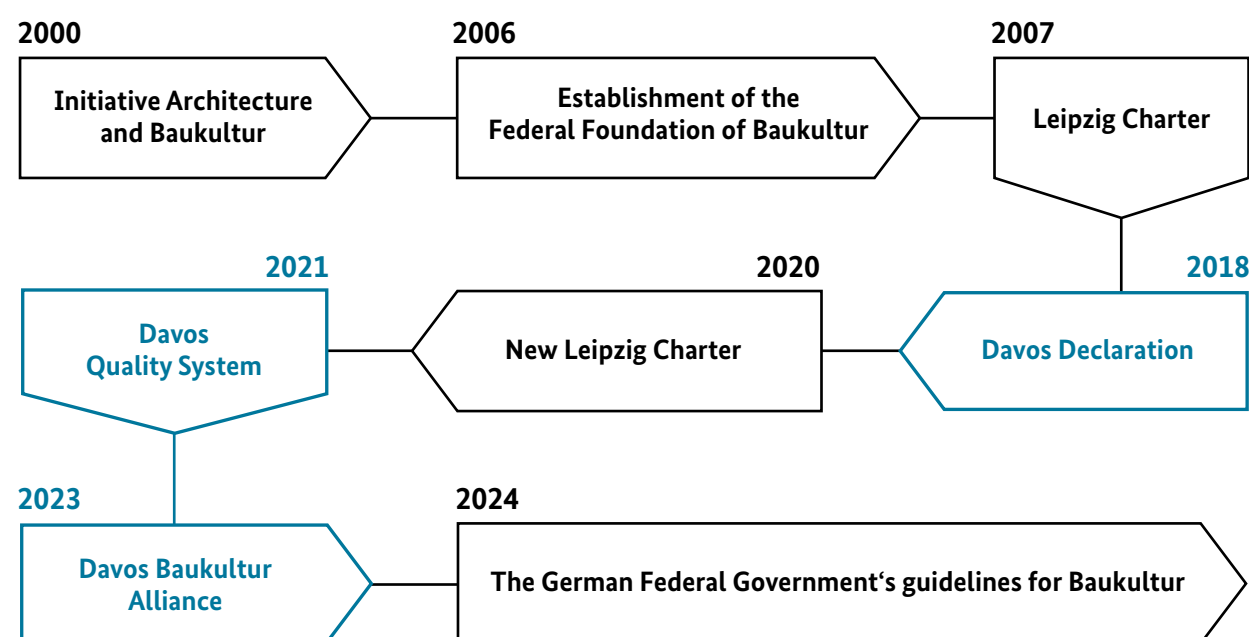 2000
Initiative Architecture
and Baukultur
2006
Establishment of the
Federal Foundation of Baukultur
2007
Leipzig Charter
2018
Davos Declaration
2020
New Leipzig Charter
2021
Davos
Quality System
2023
Davos Baukultur
Alliance
2024
The German Federal Government‘s guidelines for Baukultur